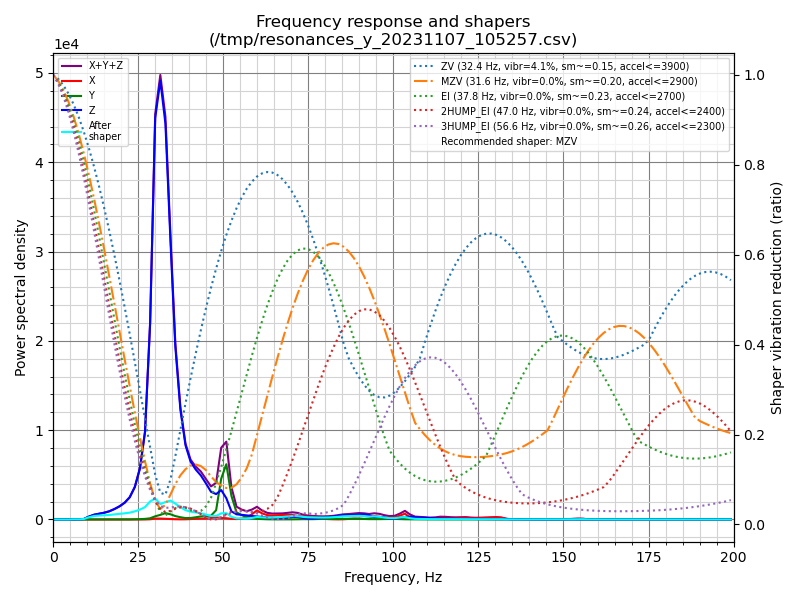 Frequency response and shapers
(/tmp/resonances_y_20231107_105257.csv)
1e4
X+Y+Z
X
Y
Z
After
shaper
ZV (32.4 Hz, vibr=4.1%, sm~=0.15, accel<=3900)
MZV (31.6 Hz, vibr=0.0%, sm~=0.20, accel<=2900)
EI (37.8 Hz, vibr=0.0%, sm~=0.23, accel<=2700)
2HUMP_EI (47.0 Hz, vibr=0.0%, sm~=0.24, accel<=2400)
3HUMP_EI (56.6 Hz, vibr=0.0%, sm~=0.26, accel<=2300)
Recommended shaper: MZV
5
4
3
2
1
0
Power spectral density
1.0
0.8
0.6
0.4
0.2
0.0
Shaper vibration reduction (ratio)
0 25 50 75 100 125 150 175 200
Frequency, Hz